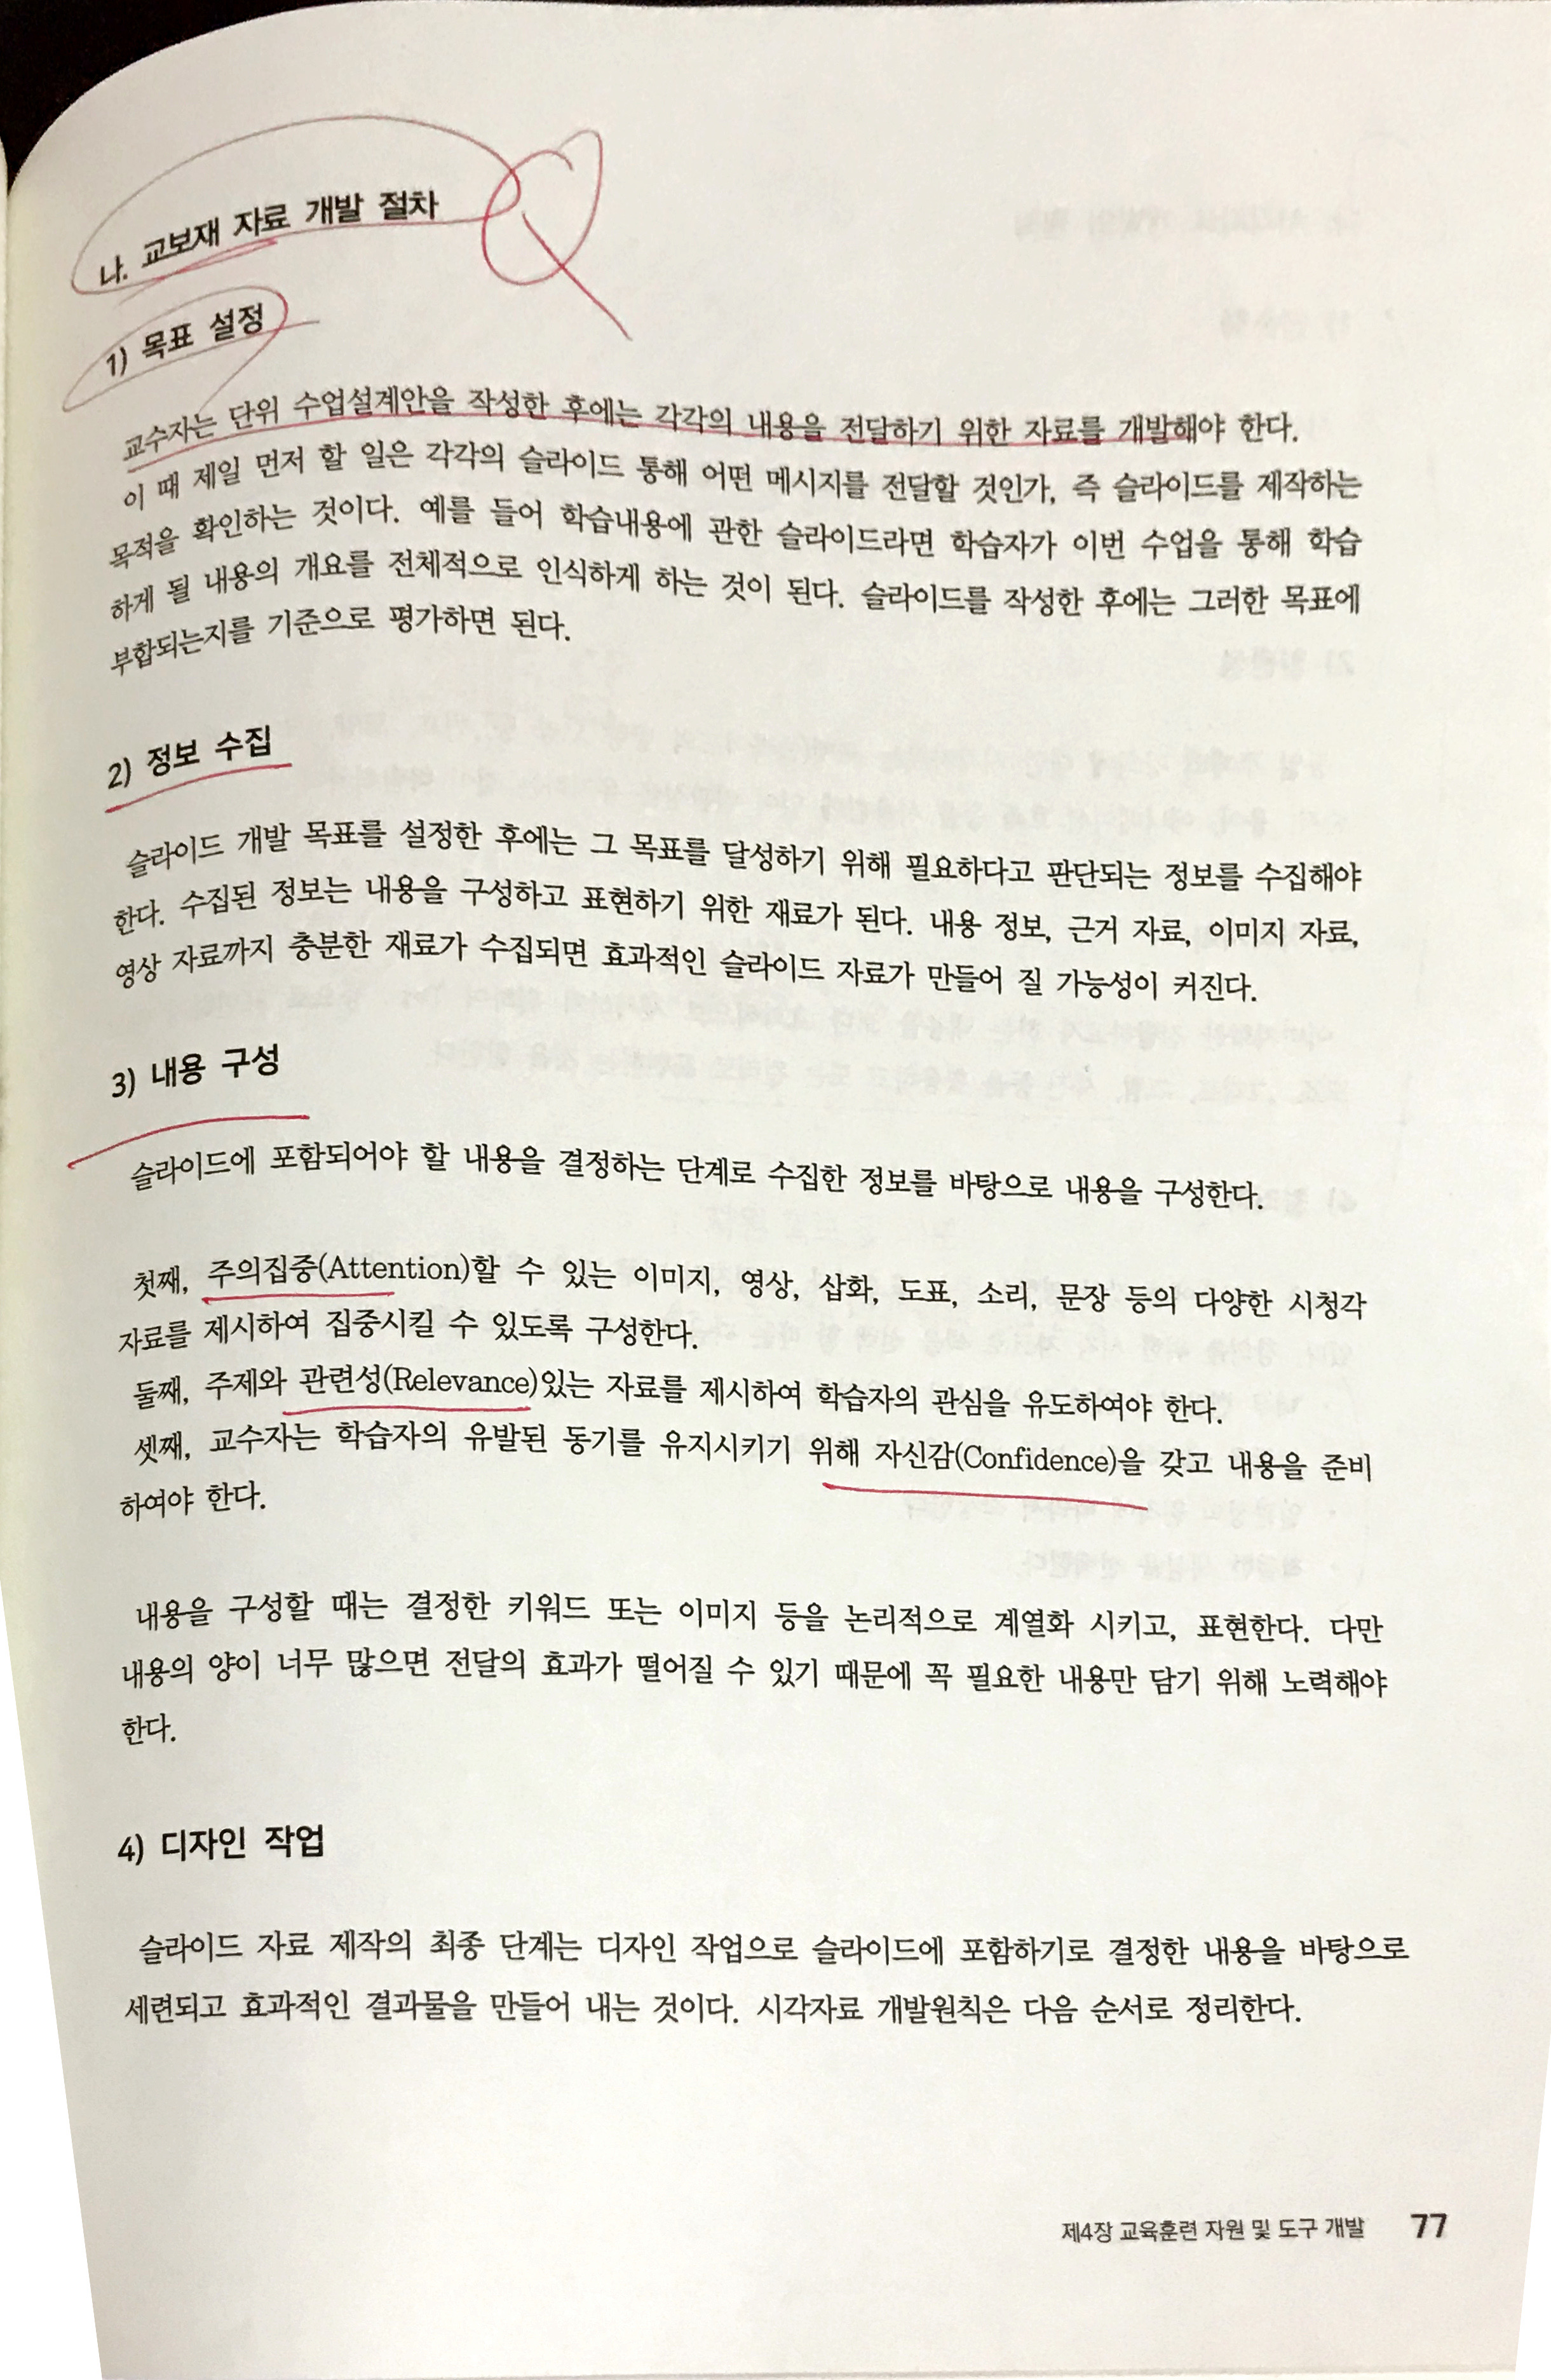 나. 교보재 자료 개발 절차
1) 목표 설정
교수자는 단위 수업설계안을 작성한 후에는 각각의 내용을 전달하기 위한 자료를 개발해야 한다.
이 때 제일 먼저 할 일은 각각의 슬라이드 통해 어떤 메시지를 전달할 것인가, 즉 슬라이드를 제작하는
목적을 확인하는 것이다. 예를 들어 학습내용에 관한 슬라이드라면 학습자가 이번 수업을 통해 학습
하게 될 내용의 개요를 전체적으로 인식하게 하는 것이 된다. 슬라이드를 작성한 후에는 그러한 목표에
부합되는지를 기준으로 평가하면 된다.
2) 정보 수집
슬라이드 개발 목표를 설정한 후에는 그 목표를 달성하기 위해 필요하다고 판단되는 정보를 수집해야
한다. 수집된 정보는 내용을 구성하고 표현하기 위한 재료가 된다. 내용 정보, 근거 자료, 이미지 자료,
영상 자료까지 충분한 재료가 수집되면 효과적인 슬라이드 자료가 만들어 질 가능성이 커진다.
3) 내용 구성
슬라이드에 포함되어야 할 내용을 결정하는 단계로 수집한 정보를 바탕으로 내용을 구성한다.
첫째, 주의집중(Attention)할 수 있는 이미지, 영상, 삽화, 도표, 소리, 문장 등의 다양한 시청각
자료를 제시하여 집중시킬 수 있도록 구성한다.
둘째, 주제와 관련성(Relevance)있는 자료를 제시하여 학습자의 관심을 유도하여야 한다.
셋째, 교수자는 학습자의 유발된 동기를 유지시키기 위해 자신감(Confidence)을 갖고 내용을 준비
하여야 한다.
내용을 구성할 때는 결정한 키워드 또는 이미지 등을 논리적으로 계열화 시키고, 표현한다. 다만
내용의 양이 너무 많으면 전달의 효과가 떨어질 수 있기 때문에 꼭 필요한 내용만 담기 위해 노력해야
한다.
4) 디자인 작업
슬라이드 자료 제작의 최종 단계는 디자인 작업으로 슬라이드에 포함하기로 결정한 내용을 바탕으로
세련되고 효과적인 결과물을 만들어 내는 것이다. 시각자료 개발원칙은 다음 순서로 정리한다.
제4장 교육훈련 자원 및 도구 개발 77